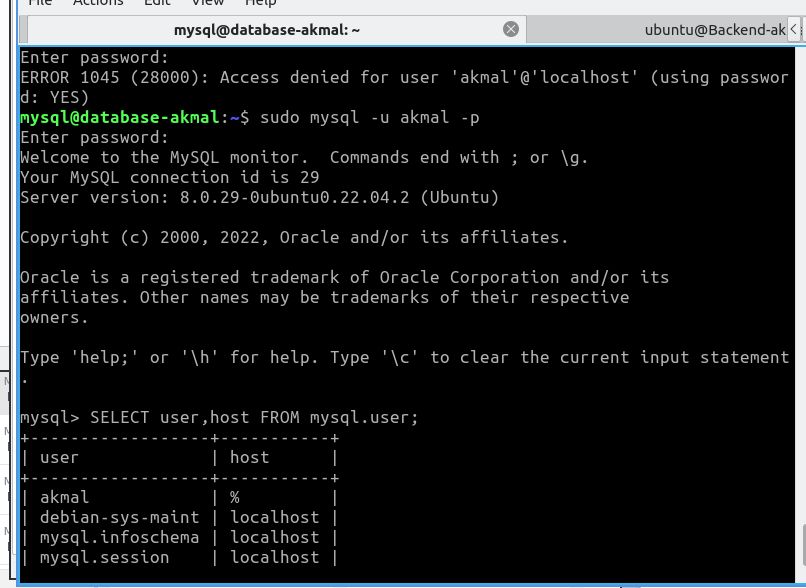 File Actions Edit View Help
mysql@database-akmal: ~
ubuntu@Backend-ak
Enter password:
ERROR 1045 (28000): Access denied for user 'akmal'@'localhost' (using passwor
d: YES)
mysql@database-akmal:~$ sudo mysql -u akmal -p
Enter password:
Welcome to the MySQL monitor.  Commands end with ; or \g.
Your MySQL connection id is 29
Server version: 8.0.29-0ubuntu0.22.04.2 (Ubuntu)
Copyright (c) 2000, 2022, Oracle and/or its affiliates.
Oracle is a registered trademark of Oracle Corporation and/or its
affiliates. Other names may be trademarks of their respective
owners.
Type 'help;' or '\h' for help. Type '\c' to clear the current input statement
.
mysql> SELECT user,host FROM mysql.user;
+------------------+-----------+
| user             | host      |
+------------------+-----------+
| akmal            | %         |
| debian-sys-maint | localhost |
| mysql.infoschema | localhost |
| mysql.session    | localhost |